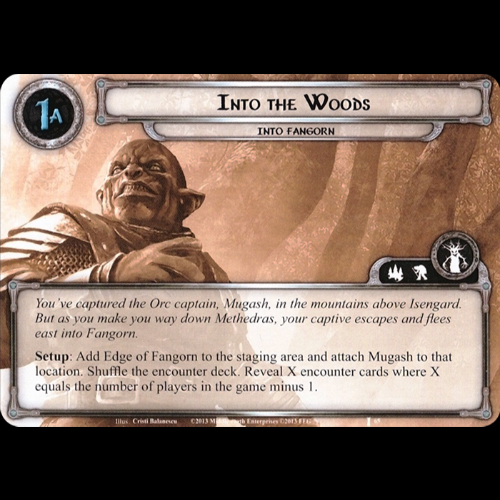 1A
INTO THE WOODS
INTO FANGORN
You've captured the Orc captain, Mugash, in the mountains above Isengard.
But as you make you way down Methedras, your captive escapes and flees
east into Fangorn.
Setup: Add Edge of Fangorn to the staging area and attach Mugash to that
location. Shuffle the encounter deck. Reveal X encounter cards where X
equals the number of players in the game minus 1.
Illus. Cristi Balanescu ©2013 Middle-earth Enterprises ©2013 FFG